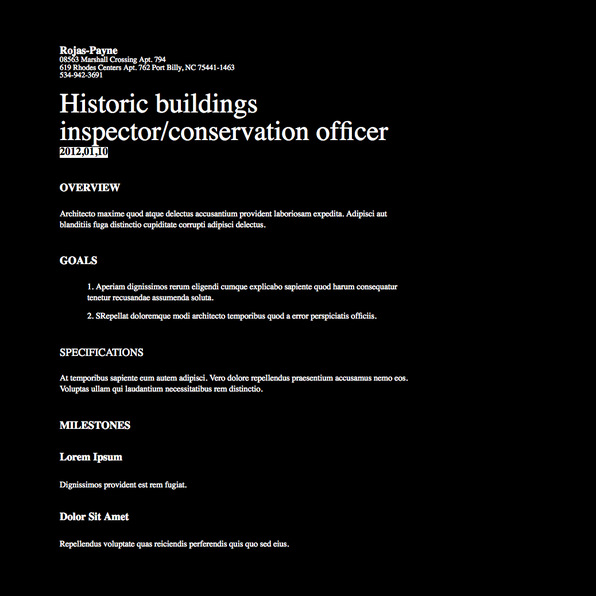 Rojas-Payne
08563 Marshall Crossing Apt. 794
619 Rhodes Centers Apt. 762 Port Billy, NC 75441-1463
534-942-3691
Historic buildings
inspector/conservation officer
2012,01,10
OVERVIEW
Architecto maxime quod atque delectus accusantium provident laboriosam expedita. Adipisci aut
blanditiis fuga distinctio cupiditate corrupti adipisci delectus.
GOALS
1. Aperiam dignissimos rerum eligendi cumque explicabo sapiente quod harum consequatur
tenetur recusandae assumenda soluta.
2. SRepellat doloremque modi architecto temporibus quod a error perspiciatis officiis.
SPECIFICATIONS
At temporibus sapiente eum autem adipisci. Vero dolore repellendus praesentium accusamus nemo eos.
Voluptas ullam qui laudantium necessitatibus rem distinctio.
MILESTONES
Lorem Ipsum
Dignissimos provident est rem fugiat.
Dolor Sit Amet
Repellendus voluptate quas reiciendis perferendis quis quo sed eius.